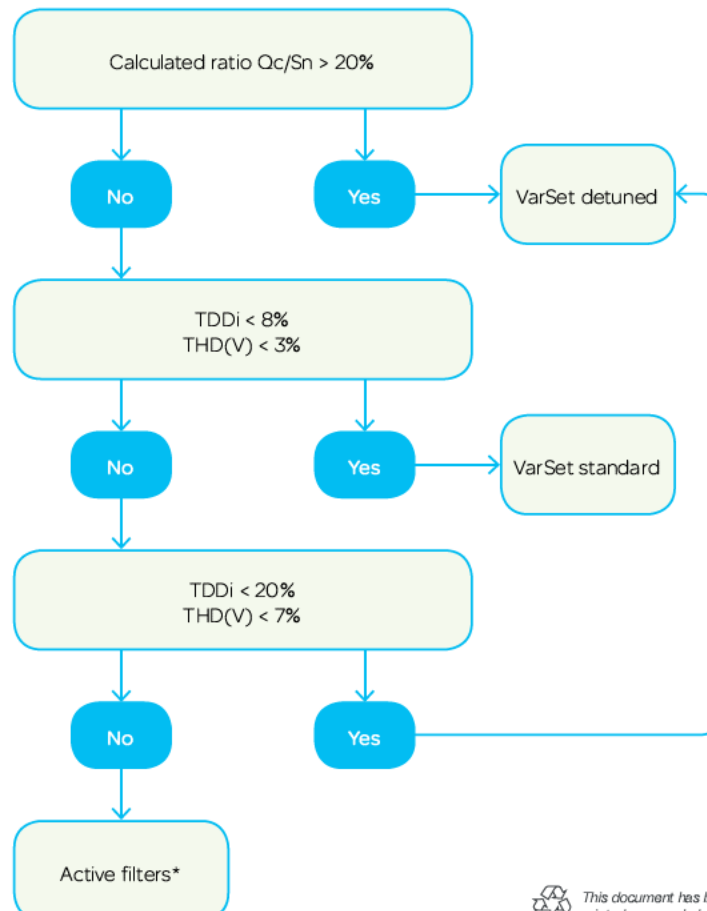 Calculated ratio Qc/Sn > 20%
No
Yes
VarSet detuned
TDDi < 8%
THD(V) < 3%
No
Yes
VarSet standard
TDDi < 20%
THD(V) < 7%
No
Yes
Active filters*
This document has b